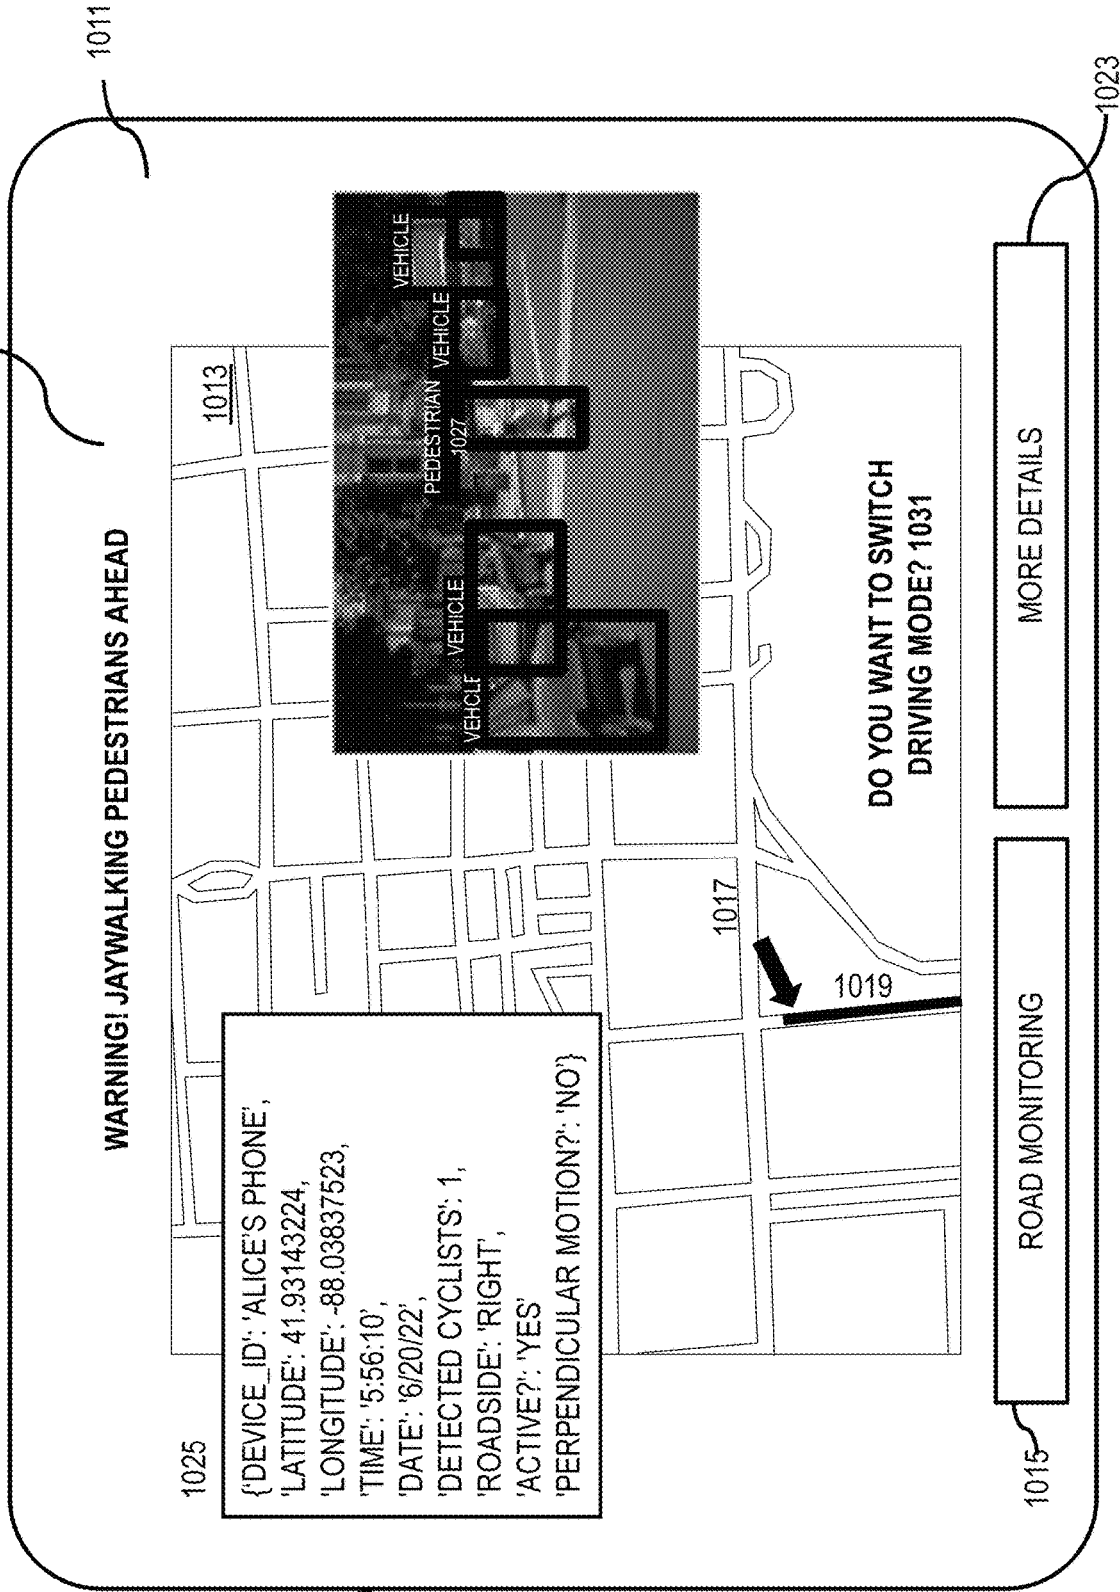 1011
WARNING! JAYWALKING PEDESTRIANS AHEAD
1013
1025
{'DEVICE_ID': 'ALICE'S PHONE',
'LATITUDE': 41.93143224,
'LONGITUDE': -88.03837523,
'TIME': '5:56:10',
'DATE': '6/20/22',
'DETECTED CYCLISTS': 1,
'ROADSIDE': 'RIGHT',
'ACTIVE?': 'YES'
'PERPENDICULAR MOTION?': 'NO'}
VEHICLE
PEDESTRIAN
1027
VEHICLE
VEHICLE
VEHCLE
1017
1019
DO YOU WANT TO SWITCH
DRIVING MODE? 1031
ROAD MONITORING
MORE DETAILS
1015
1023